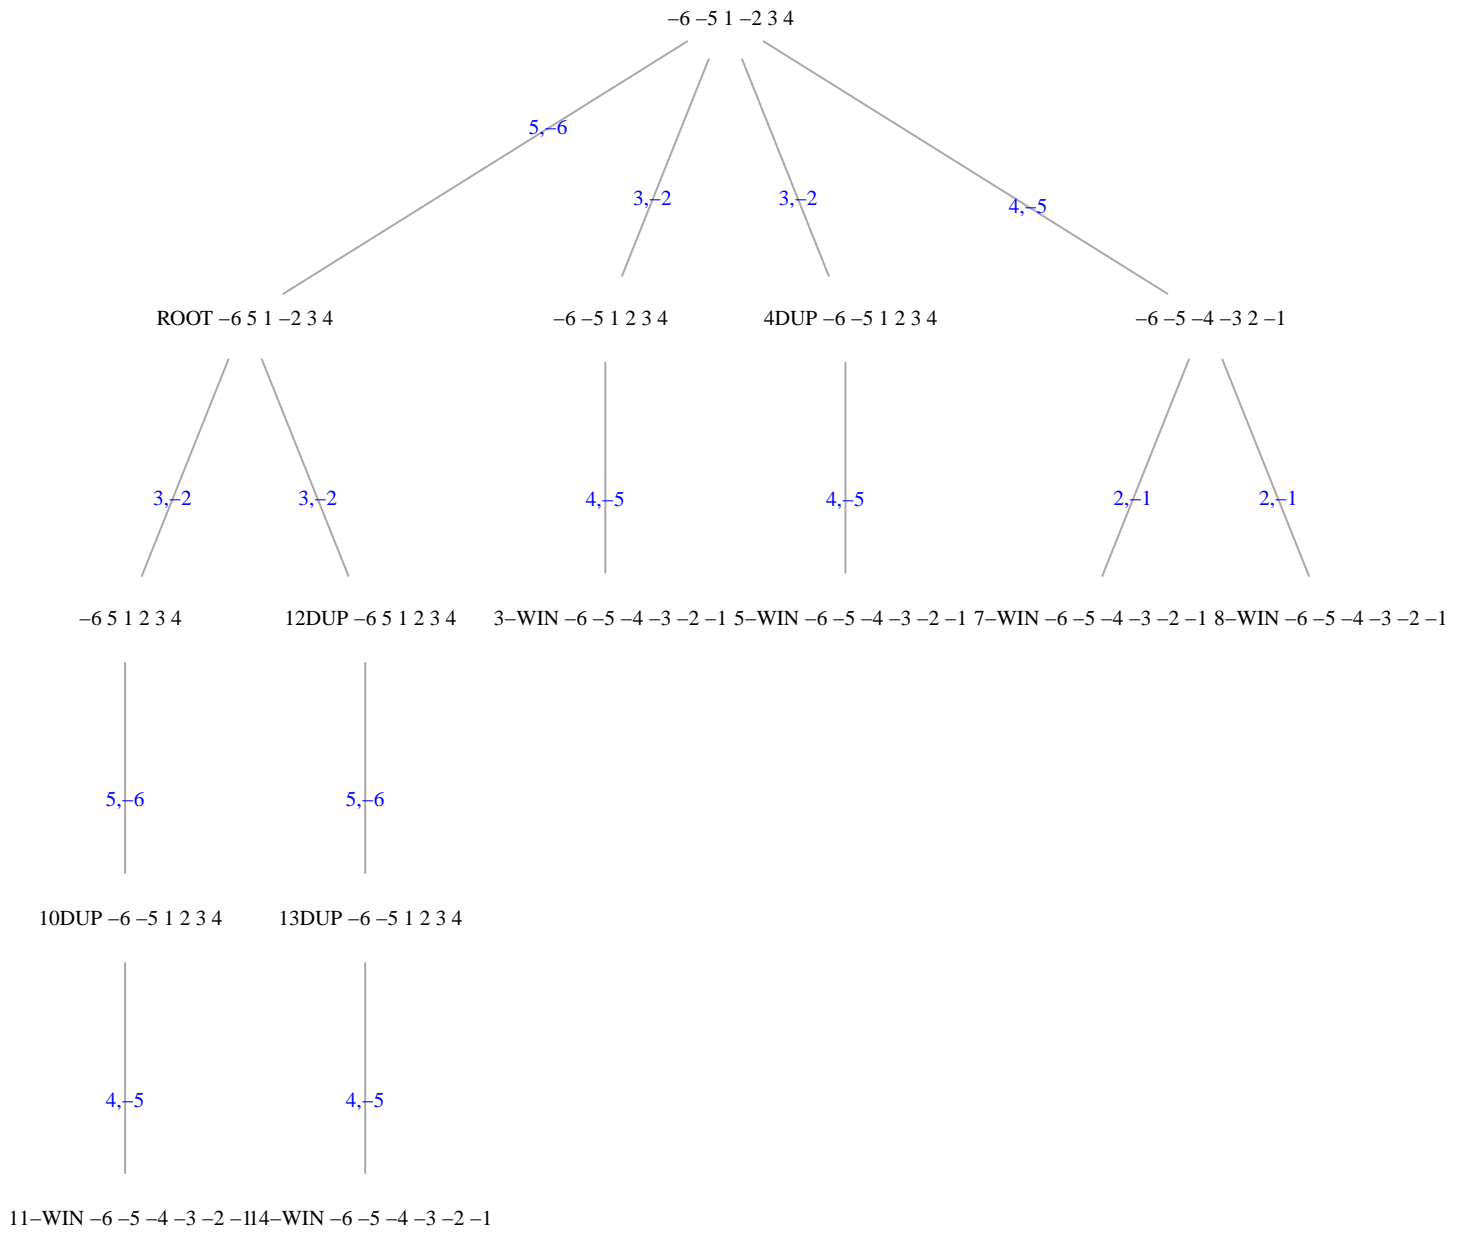 –6 –5 1 –2 3 4
5,–6
3,–2 3,–2
4,–5
ROOT –6 5 1 –2 3 4 –6 –5 1 2 3 4 4DUP –6 –5 1 2 3 4 –6 –5 –4 –3 2 –1
3,–2 3,–2 4,–5 4,–5 2,–1 2,–1
–6 5 1 2 3 4 12DUP –6 5 1 2 3 4 3–WIN –6 –5 –4 –3 –2 –1 5–WIN –6 –5 –4 –3 –2 –1 7–WIN –6 –5 –4 –3 –2 –1 8–WIN –6 –5 –4 –3 –2 –1
5,–6 5,–6
10DUP –6 –5 1 2 3 4 13DUP –6 –5 1 2 3 4
4,–5 4,–5
11–WIN –6 –5 –4 –3 –2 –1 14–WIN –6 –5 –4 –3 –2 –1